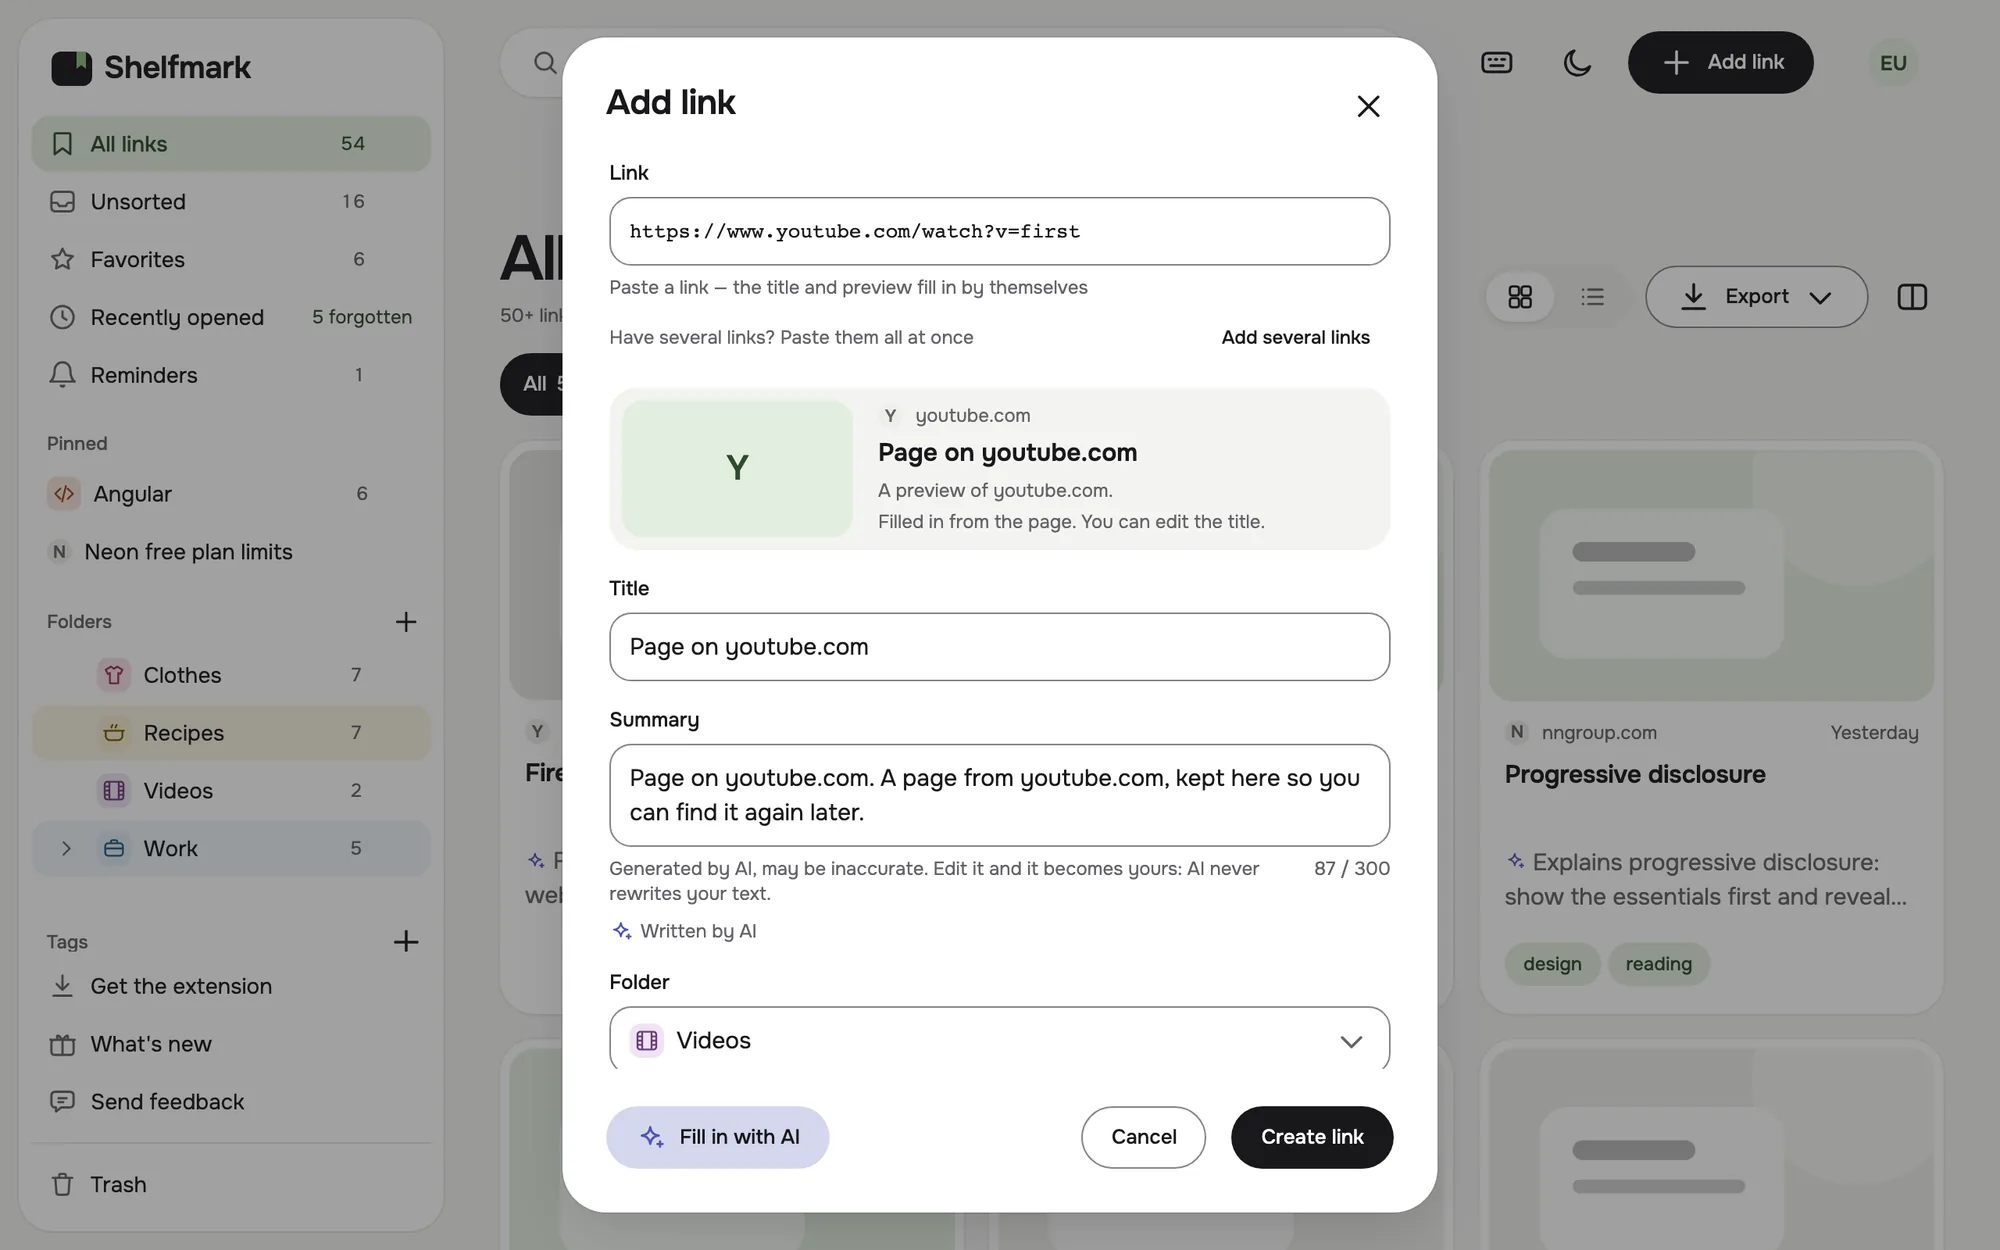 Shelfmark
All links 54
Unsorted 16
Favorites 6
Recently opened 5 forgotten
Reminders 1
Pinned
Angular 6
N Neon free plan limits
Folders
Clothes 7
Recipes 7
Videos 2
Work 5
Tags
Get the extension
What's new
Send feedback
Trash
Add link
EU
All
50+
Export
All
Y
Add link
Link
https://www.youtube.com/watch?v=first
Paste a link — the title and preview fill in by themselves
Have several links? Paste them all at once
Add several links
Y
Y youtube.com
Page on youtube.com
A preview of youtube.com.
Filled in from the page. You can edit the title.
Title
Page on youtube.com
Summary
Page on youtube.com. A page from youtube.com, kept here so you
can find it again later.
Generated by AI, may be inaccurate. Edit it and it becomes yours: AI never
rewrites your text.
87 / 300
Written by AI
Folder
Videos
Fill in with AI
Cancel
Create link
N nngroup.com Yesterday
Progressive disclosure
Explains progressive disclosure:
show the essentials first and reveal...
design
reading